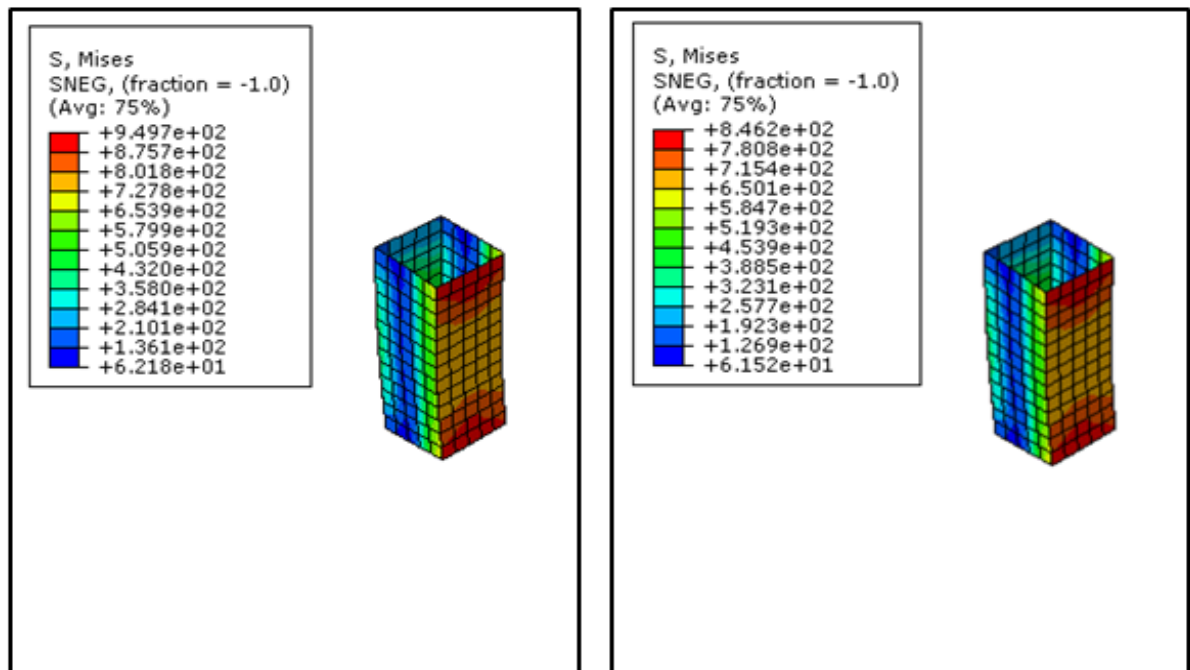 S, Mises
SNEG, (fraction = -1.0)
(Avg: 75%)
+9.497e+02
+8.757e+02
+8.018e+02
+7.278e+02
+6.539e+02
+5.799e+02
+5.059e+02
+4.320e+02
+3.580e+02
+2.841e+02
+2.101e+02
+1.361e+02
+6.218e+01
S, Mises
SNEG, (fraction = -1.0)
(Avg: 75%)
+8.462e+02
+7.808e+02
+7.154e+02
+6.501e+02
+5.847e+02
+5.193e+02
+4.539e+02
+3.885e+02
+3.231e+02
+2.577e+02
+1.923e+02
+1.269e+02
+6.152e+01